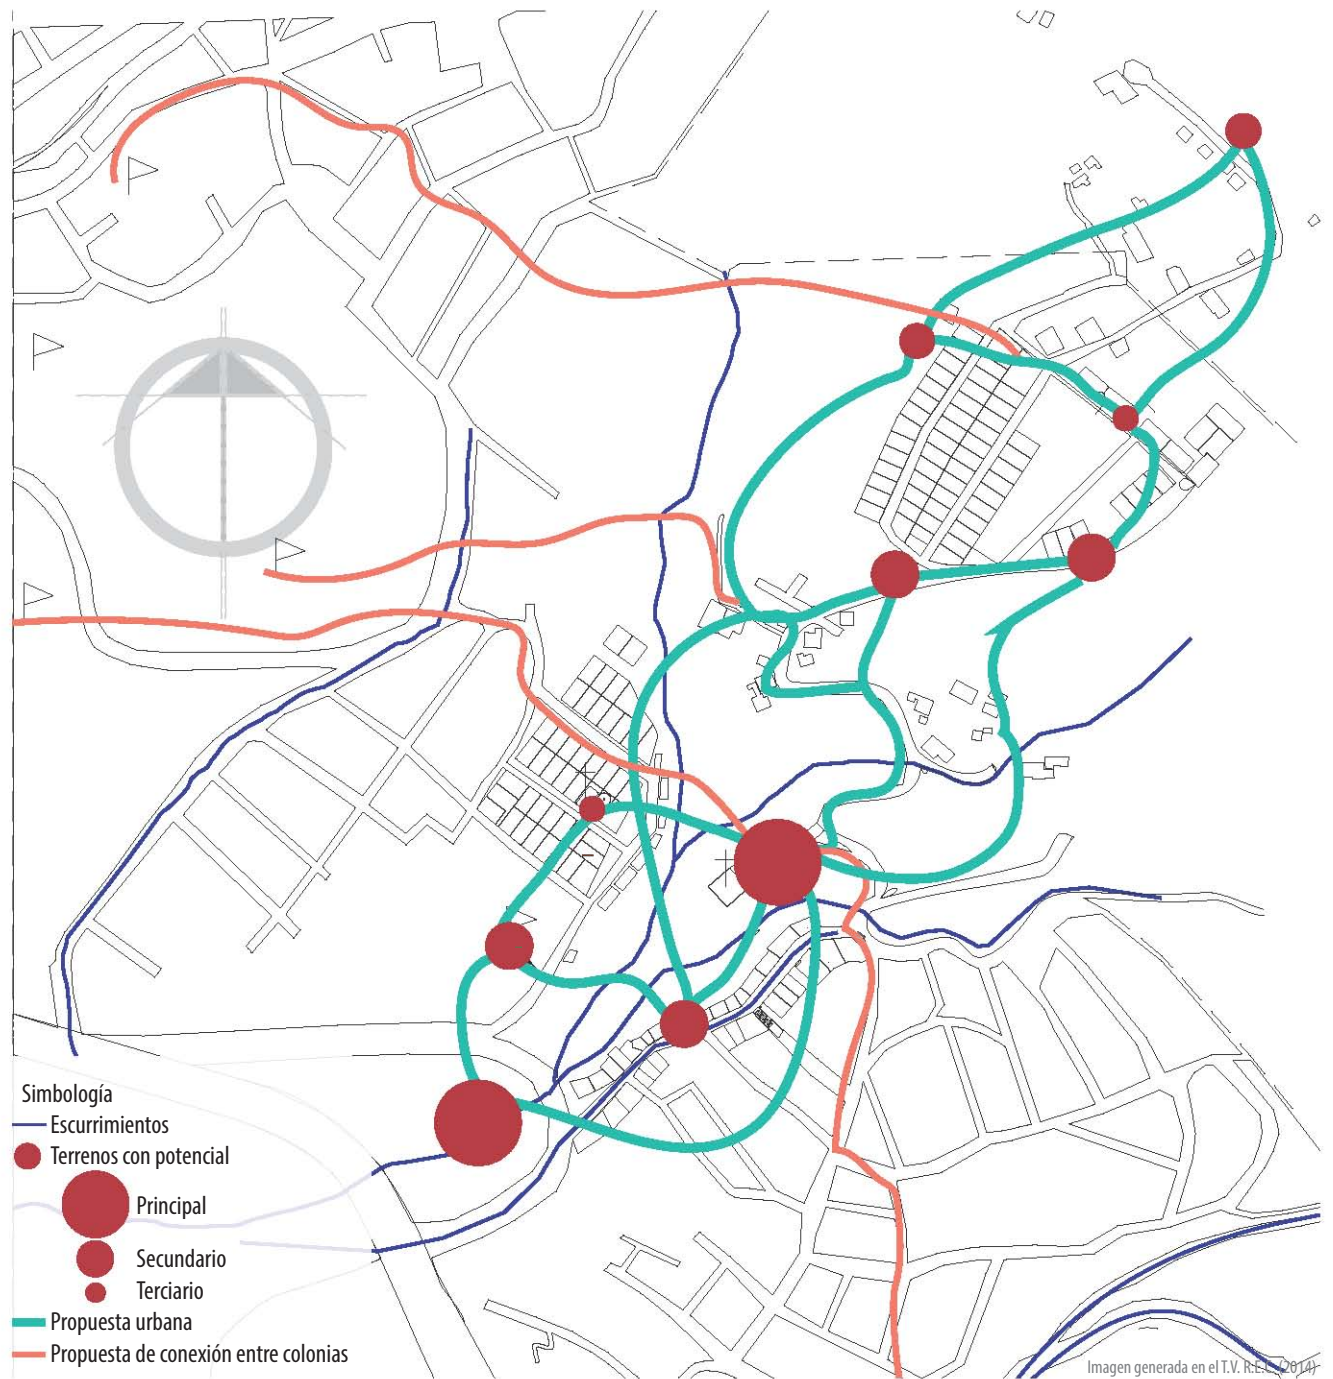 Simbología
Escurrimientos
Terrenos con potencial
Principal
Secundario
Terciario
Propuesta urbana
Propuesta de conexión entre colonias
Imagen generada en el T.V. R.E.C. (2014)